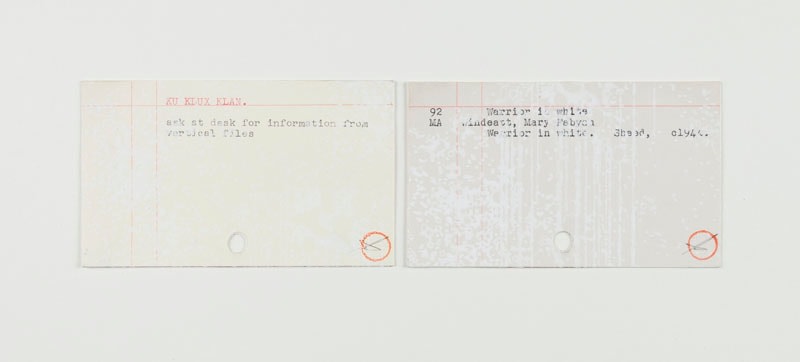 KU KLUX KLAN.
ask at desk for information from
vertical files
92 Warrior in white
MA Windeatt, Mary Fabyan
Warrior in white. Sheed,